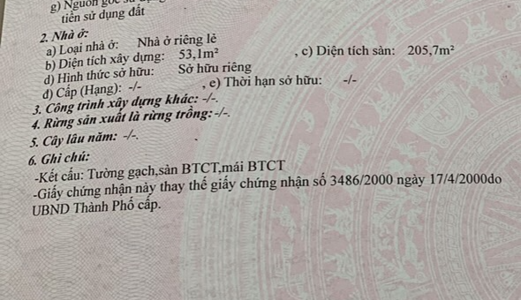 g) Nguồn gốc
tiền sử dụng đất
2. Nhà ở:
a) Loại nhà ở: Nhà ở riêng lẻ
b) Diện tích xây dựng: 53,1m² , c) Diện tích sàn: 205,7m²
d) Hình thức sở hữu: Sở hữu riêng
đ) Cấp (Hạng): -/- , e) Thời hạn sở hữu: -/-
3. Công trình xây dựng khác: -/-.
4. Rừng sản xuất là rừng trồng: -/-.
5. Cây lâu năm: -/-.
6. Ghi chú:
-Kết cấu: Tường gạch,sàn BTCT,mái BTCT
-Giấy chứng nhận này thay thế giấy chứng nhận số 3486/2000 ngày 17/4/2000do
UBND Thành Phố cấp.